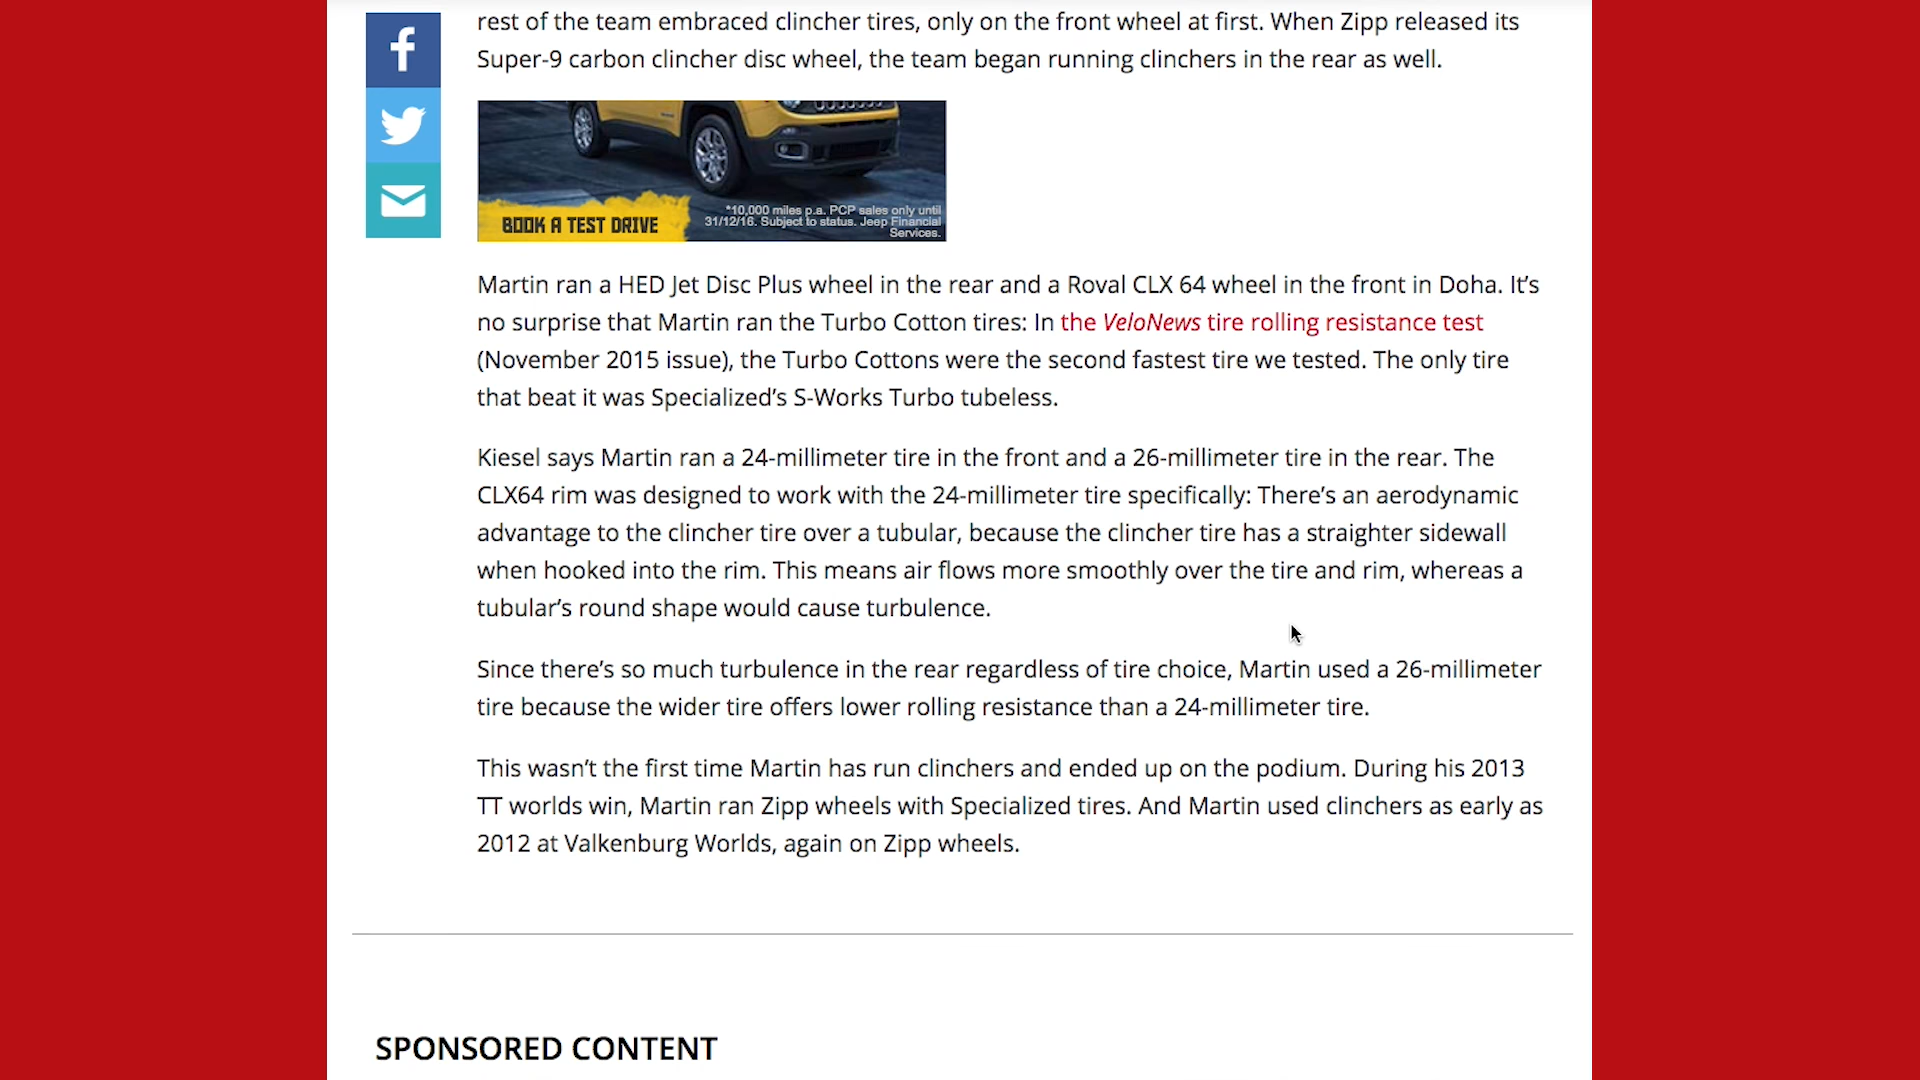 rest of the team embraced clincher tires, only on the front wheel at first. When Zipp released its
Super-9 carbon clincher disc wheel, the team began running clinchers in the rear as well.
BOOK A TEST DRIVE
*10,000 miles p.a. PCP sales only until
31/12/16. Subject to status. Jeep Financial
Services.
Martin ran a HED Jet Disc Plus wheel in the rear and a Roval CLX 64 wheel in the front in Doha. It’s
no surprise that Martin ran the Turbo Cotton tires: In the VeloNews tire rolling resistance test
(November 2015 issue), the Turbo Cottons were the second fastest tire we tested. The only tire
that beat it was Specialized’s S-Works Turbo tubeless.
Kiesel says Martin ran a 24-millimeter tire in the front and a 26-millimeter tire in the rear. The
CLX64 rim was designed to work with the 24-millimeter tire specifically: There’s an aerodynamic
advantage to the clincher tire over a tubular, because the clincher tire has a straighter sidewall
when hooked into the rim. This means air flows more smoothly over the tire and rim, whereas a
tubular’s round shape would cause turbulence.
Since there’s so much turbulence in the rear regardless of tire choice, Martin used a 26-millimeter
tire because the wider tire offers lower rolling resistance than a 24-millimeter tire.
This wasn’t the first time Martin has run clinchers and ended up on the podium. During his 2013
TT worlds win, Martin ran Zipp wheels with Specialized tires. And Martin used clinchers as early as
2012 at Valkenburg Worlds, again on Zipp wheels.
SPONSORED CONTENT